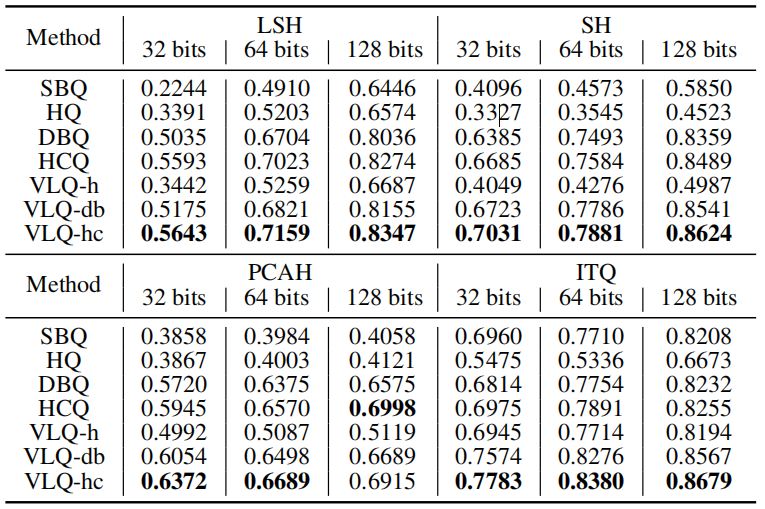 Method LSH SH
32 bits 64 bits 128 bits 32 bits 64 bits 128 bits
SBQ 0.2244 0.4910 0.6446 0.4096 0.4573 0.5850
HQ 0.3391 0.5203 0.6574 0.3327 0.3545 0.4523
DBQ 0.5035 0.6704 0.8036 0.6385 0.7493 0.8359
HCQ 0.5593 0.7023 0.8274 0.6685 0.7584 0.8489
VLQ-h 0.3442 0.5259 0.6687 0.4049 0.4276 0.4987
VLQ-db 0.5175 0.6821 0.8155 0.6723 0.7786 0.8541
VLQ-hc 0.5643 0.7159 0.8347 0.7031 0.7881 0.8624
Method PCAH ITQ
32 bits 64 bits 128 bits 32 bits 64 bits 128 bits
SBQ 0.3858 0.3984 0.4058 0.6960 0.7710 0.8208
HQ 0.3867 0.4003 0.4121 0.5475 0.5336 0.6673
DBQ 0.5720 0.6375 0.6575 0.6814 0.7754 0.8232
HCQ 0.5945 0.6570 0.6998 0.6975 0.7891 0.8255
VLQ-h 0.4992 0.5087 0.5119 0.6945 0.7714 0.8194
VLQ-db 0.6054 0.6498 0.6689 0.7574 0.8276 0.8567
VLQ-hc 0.6372 0.6689 0.6915 0.7783 0.8380 0.8679